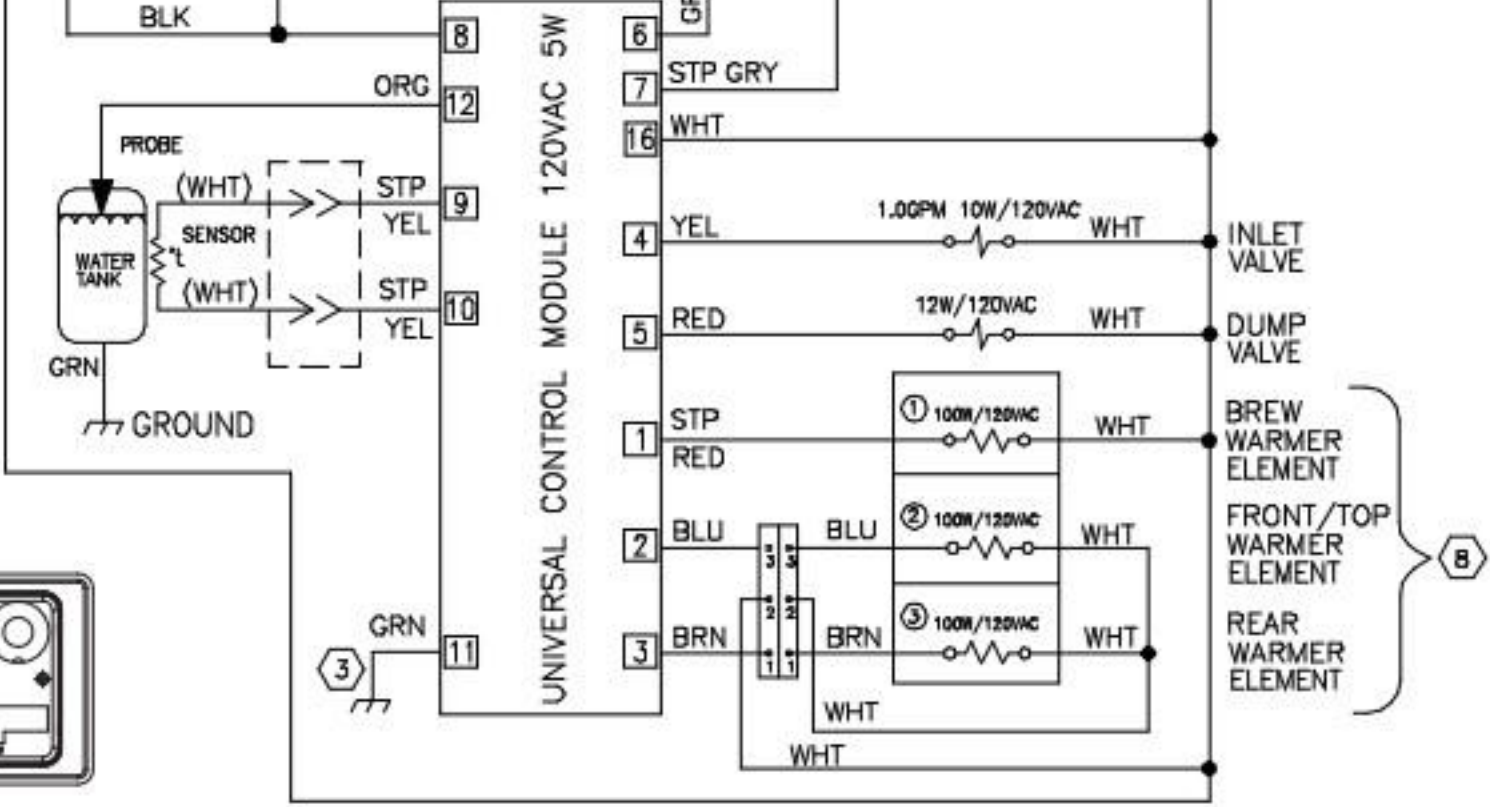 BLK
8
ORG
12
PROBE
(WHT)
STP
9
YEL
SENSOR
°t
WATER
TANK
(WHT)
STP
10
YEL
GRN
GROUND
GRN
11
3
UNIVERSAL CONTROL MODULE 120VAC 5W
6
7
STP GRY
16
WHT
4
YEL
1.0GPM 10W/120VAC
WHT
INLET
VALVE
5
RED
12W/120VAC
WHT
DUMP
VALVE
1
STP
RED
1 100W/120VAC
WHT
BREW
WARMER
ELEMENT
2
BLU
3 3
BLU
2 100W/120VAC
WHT
FRONT/TOP
WARMER
ELEMENT
8
2 2
3
BRN
1 1
BRN
3 100W/120VAC
WHT
REAR
WARMER
ELEMENT
WHT
WHT